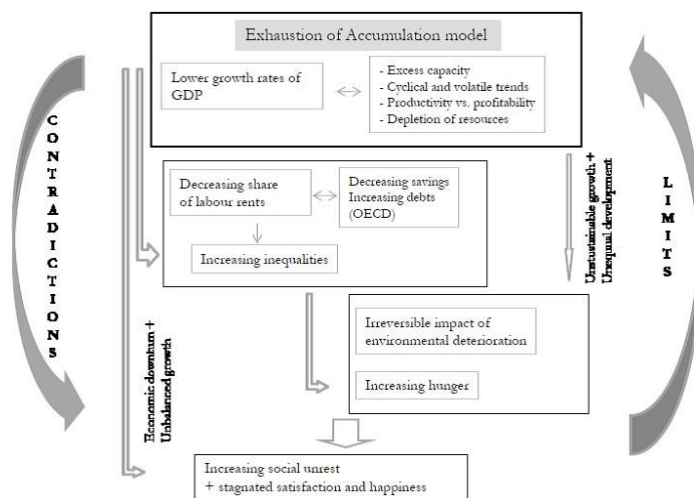 Exhaustion of Accumulation model
Lower growth rates of
GDP
- Excess capacity
- Cyclical and volatile trends
- Productivity vs. profitability
- Depletion of resources
CONTRADICTIONS
Decreasing share
of labour rents
Decreasing savings
Increasing debts
(OECD)
Increasing inequalities
Unstustainable growth +
Unequal development
LIMITS
Irreversible impact of
environmental deterioration
Increasing hunger
Economic downturn +
Unbalanced growth
Increasing social unrest
+ stagnated satisfaction and happiness